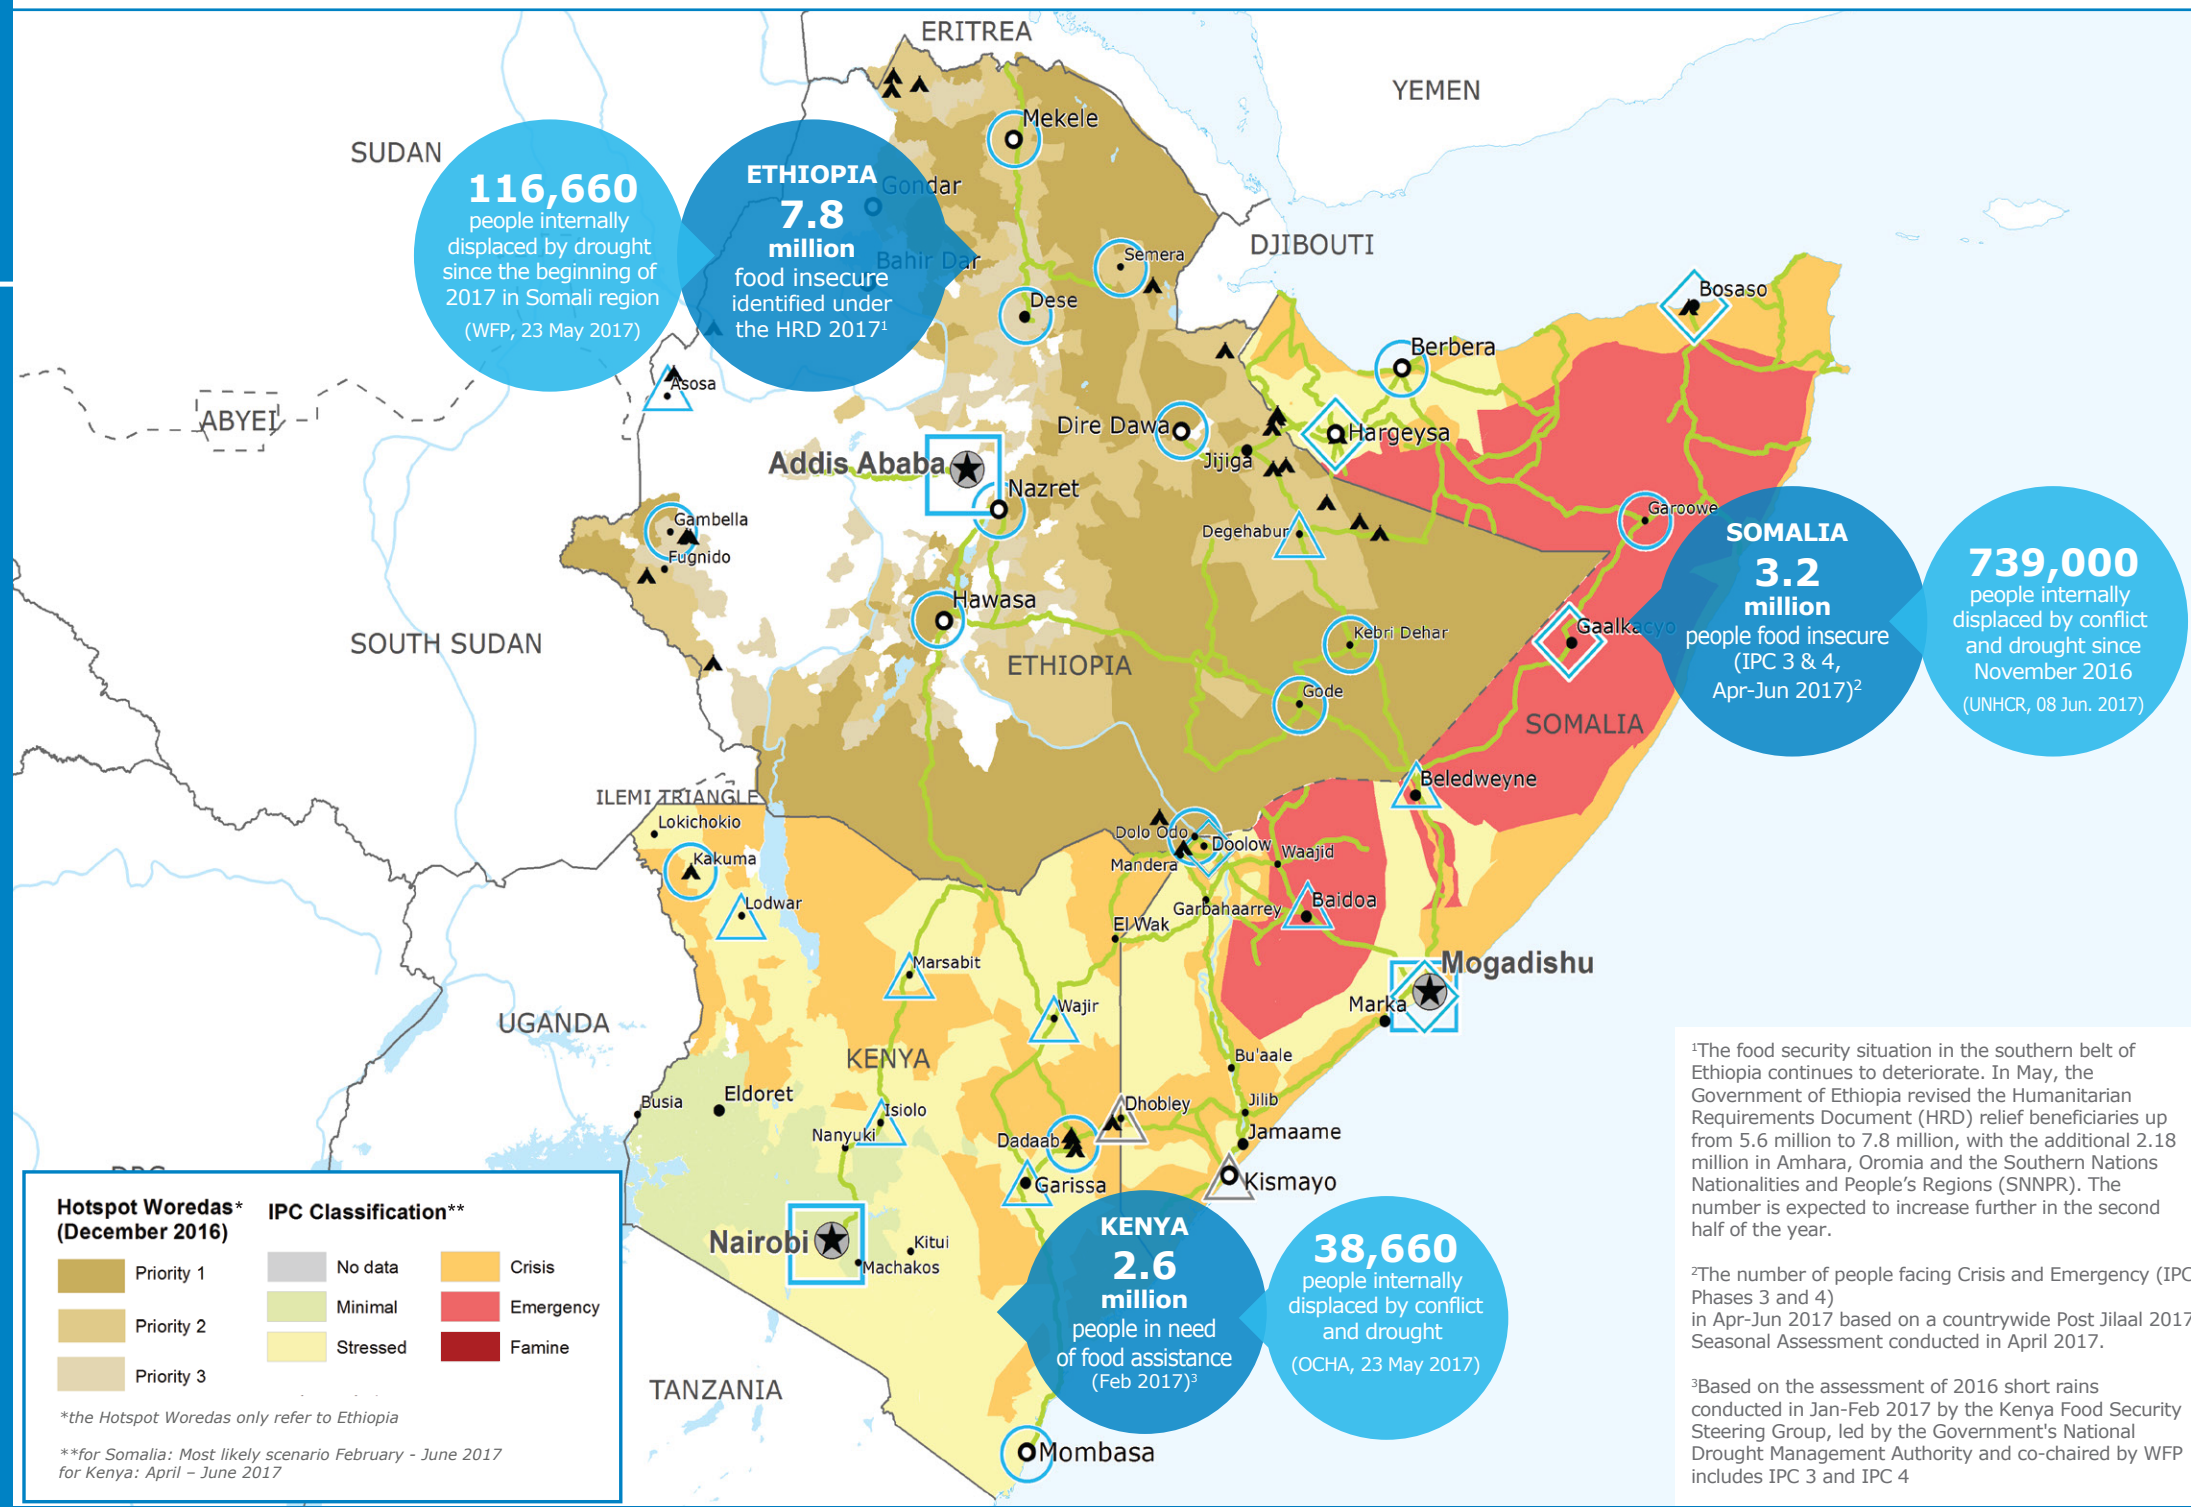 ERITREA
YEMEN
SUDAN
Mekele
116,660
people internally
displaced by drought
since the beginning of
2017 in Somali region
(WFP, 23 May 2017)
ETHIOPIA
7.8
million
food insecure
identified under
the HRD 2017¹
Gondar
Bahir Dar
DJIBOUTI
Semera
Dese
Bosaso
Berbera
Asosa
ABYEI
Dire Dawa
Hargeysa
Jijiga
Addis Ababa
Nazret
Garoowe
Gambella
Fugnido
Degehabur
SOMALIA
3.2
million
people food insecure
(IPC 3 & 4,
Apr-Jun 2017)²
739,000
people internally
displaced by conflict
and drought since
November 2016
(UNHCR, 08 Jun. 2017)
Hawasa
Gaalkacyo
Kebri Dehar
SOUTH SUDAN
ETHIOPIA
Gode
SOMALIA
Beledweyne
ILEMI TRIANGLE
Lokichokio
Dolo Odo
Doolow
Waajid
Mandera
Kakuma
Lodwar
Garbahaarrey
Baidoa
El Wak
Marsabit
Mogadishu
Marka
Wajir
UGANDA
KENYA
Bu'aale
Busia
Eldoret
Isiolo
Dhobley
Jilib
Nanyuki
Dadaab
Jamaame
Garissa
Kismayo
Nairobi
Kitui
Machakos
KENYA
2.6
million
people in need
of food assistance
(Feb 2017)³
38,660
people internally
displaced by conflict
and drought
(OCHA, 23 May 2017)
TANZANIA
Mombasa
Hotspot Woredas*
(December 2016)
Priority 1
Priority 2
Priority 3
IPC Classification**
No data
Minimal
Stressed
Crisis
Emergency
Famine
*the Hotspot Woredas only refer to Ethiopia
**for Somalia: Most likely scenario February - June 2017
for Kenya: April – June 2017
¹The food security situation in the southern belt of
Ethiopia continues to deteriorate. In May, the
Government of Ethiopia revised the Humanitarian
Requirements Document (HRD) relief beneficiaries up
from 5.6 million to 7.8 million, with the additional 2.18
million in Amhara, Oromia and the Southern Nations
Nationalities and People’s Regions (SNNPR). The
number is expected to increase further in the second
half of the year.
²The number of people facing Crisis and Emergency (IPC
Phases 3 and 4)
in Apr-Jun 2017 based on a countrywide Post Jilaal 2017
Seasonal Assessment conducted in April 2017.
³Based on the assessment of 2016 short rains
conducted in Jan-Feb 2017 by the Kenya Food Security
Steering Group, led by the Government's National
Drought Management Authority and co-chaired by WFP
includes IPC 3 and IPC 4